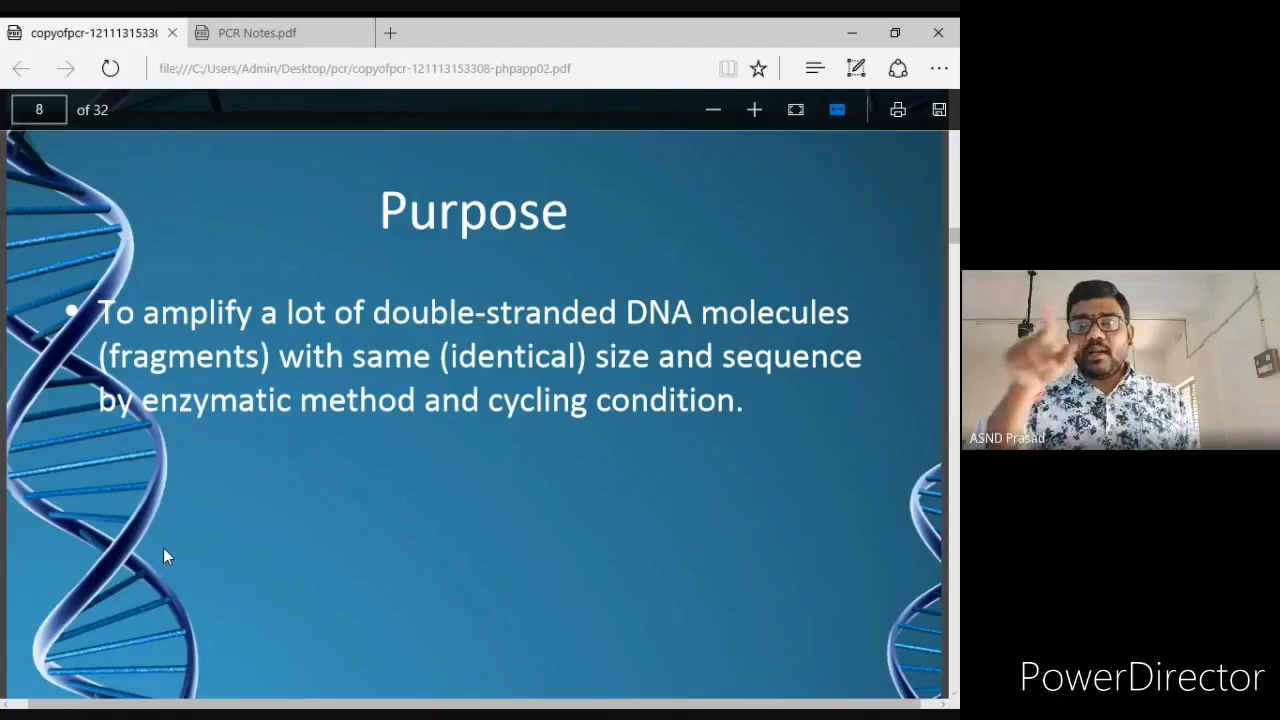 copyofpcr-1211131533
PCR Notes.pdf
file:///C:/Users/Admin/Desktop/pcr/copyofpcr-121113153308-phpapp02.pdf
8 of 32
Purpose
• To amplify a lot of double-stranded DNA molecules
(fragments) with same (identical) size and sequence
by enzymatic method and cycling condition.
ASND Prasad
PowerDirector